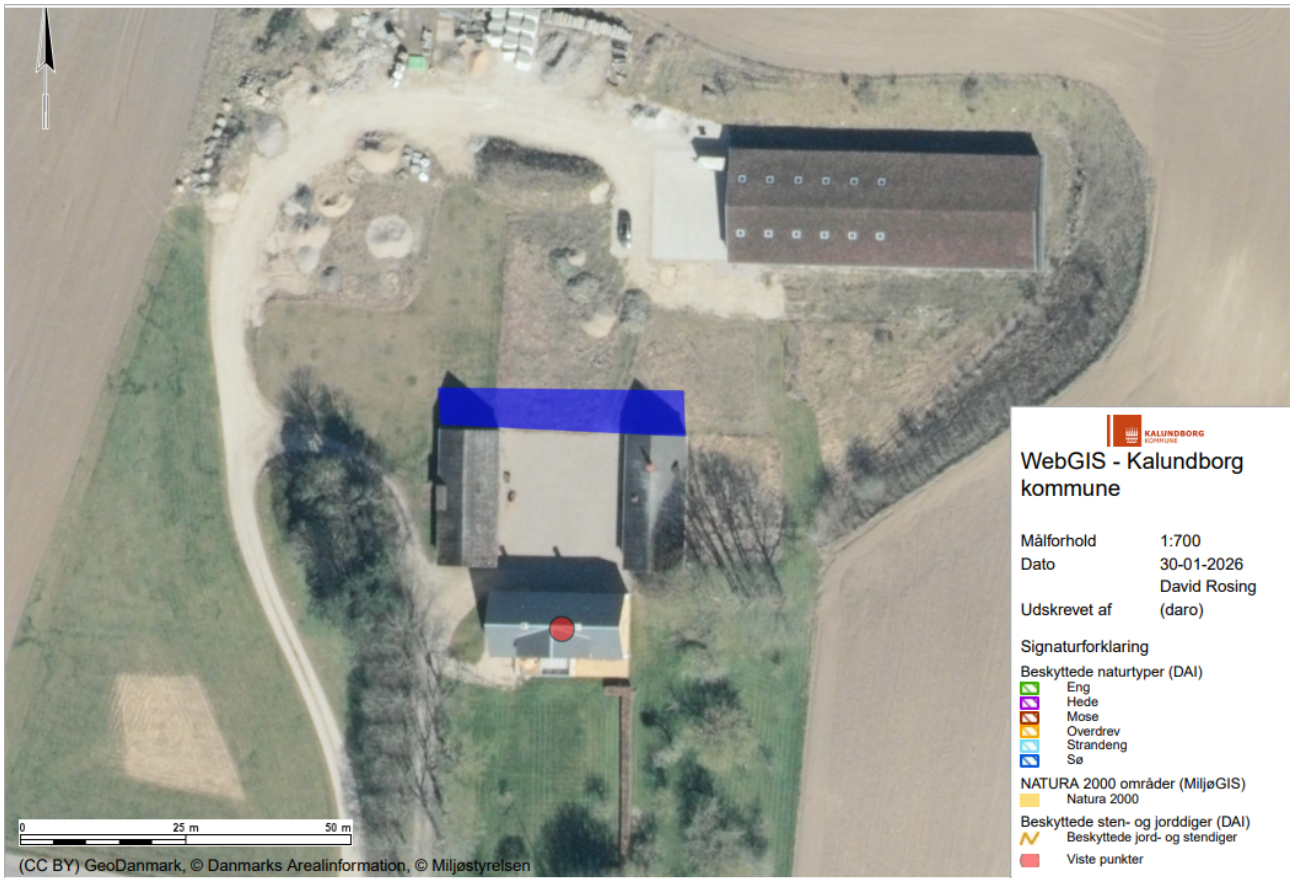 KALUNDBORG
KOMMUNE
WebGIS - Kalundborg
kommune
Målforhold 1:700
Dato 30-01-2026
David Rosing
Udskrevet af (daro)
Signaturforklaring
Beskyttede naturtyper (DAI)
Eng
Hede
Mose
Overdrev
Strandeng
Sø
NATURA 2000 områder (MiljøGIS)
Natura 2000
Beskyttede sten- og jorddiger (DAI)
Beskyttede jord- og stendiger
Viste punkter
0 25 m 50 m
(CC BY) GeoDanmark, © Danmarks Arealinformation, © Miljøstyrelsen